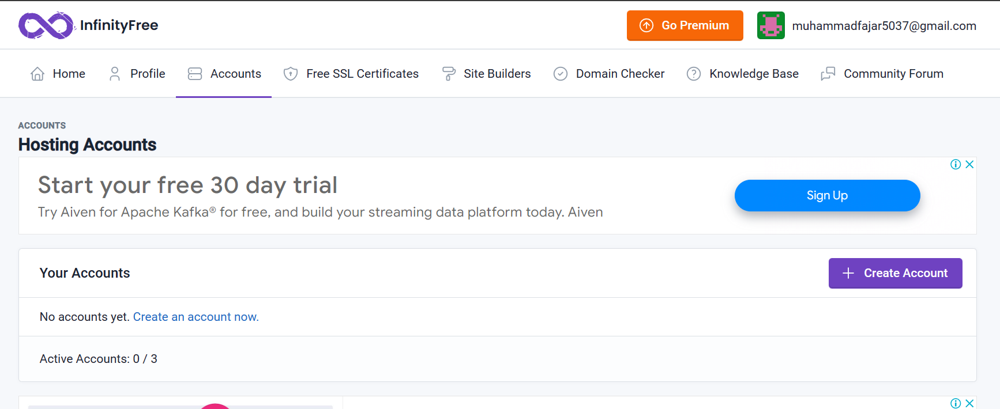 InfinityFree
Go Premium
muhammadfajar5037@gmail.com
Home
Profile
Accounts
Free SSL Certificates
Site Builders
Domain Checker
Knowledge Base
Community Forum
ACCOUNTS
Hosting Accounts
Start your free 30 day trial
Try Aiven for Apache Kafka® for free, and build your streaming data platform today. Aiven
Sign Up
Your Accounts
Create Account
No accounts yet. Create an account now.
Active Accounts: 0 / 3